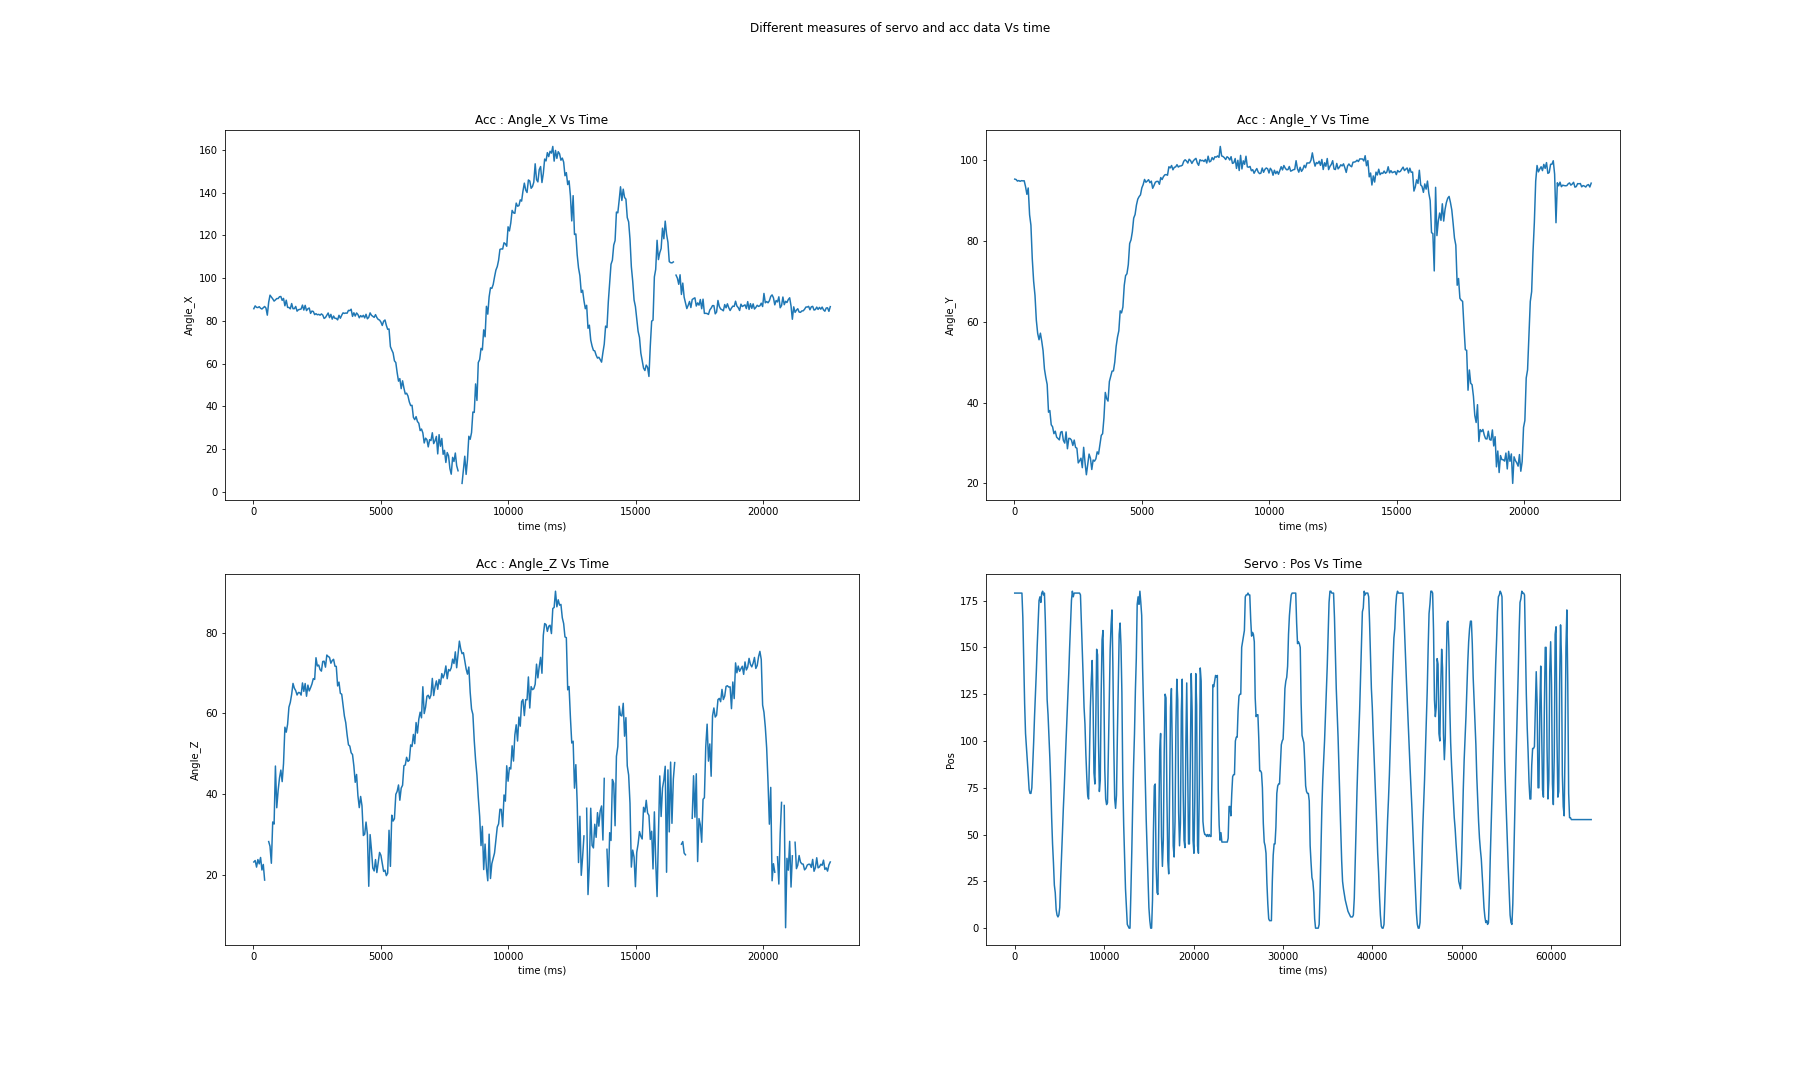 Different measures of servo and acc data Vs time
Acc : Angle_X Vs Time
160
140
120
100
80
60
40
20
0
Angle_X
0 5000 10000 15000 20000
time (ms)
Acc : Angle_Y Vs Time
100
80
60
40
20
Angle_Y
0 5000 10000 15000 20000
time (ms)
Acc : Angle_Z Vs Time
80
60
40
20
Angle_Z
0 5000 10000 15000 20000
time (ms)
Servo : Pos Vs Time
175
150
125
100
75
50
25
0
Pos
0 10000 20000 30000 40000 50000 60000
time (ms)